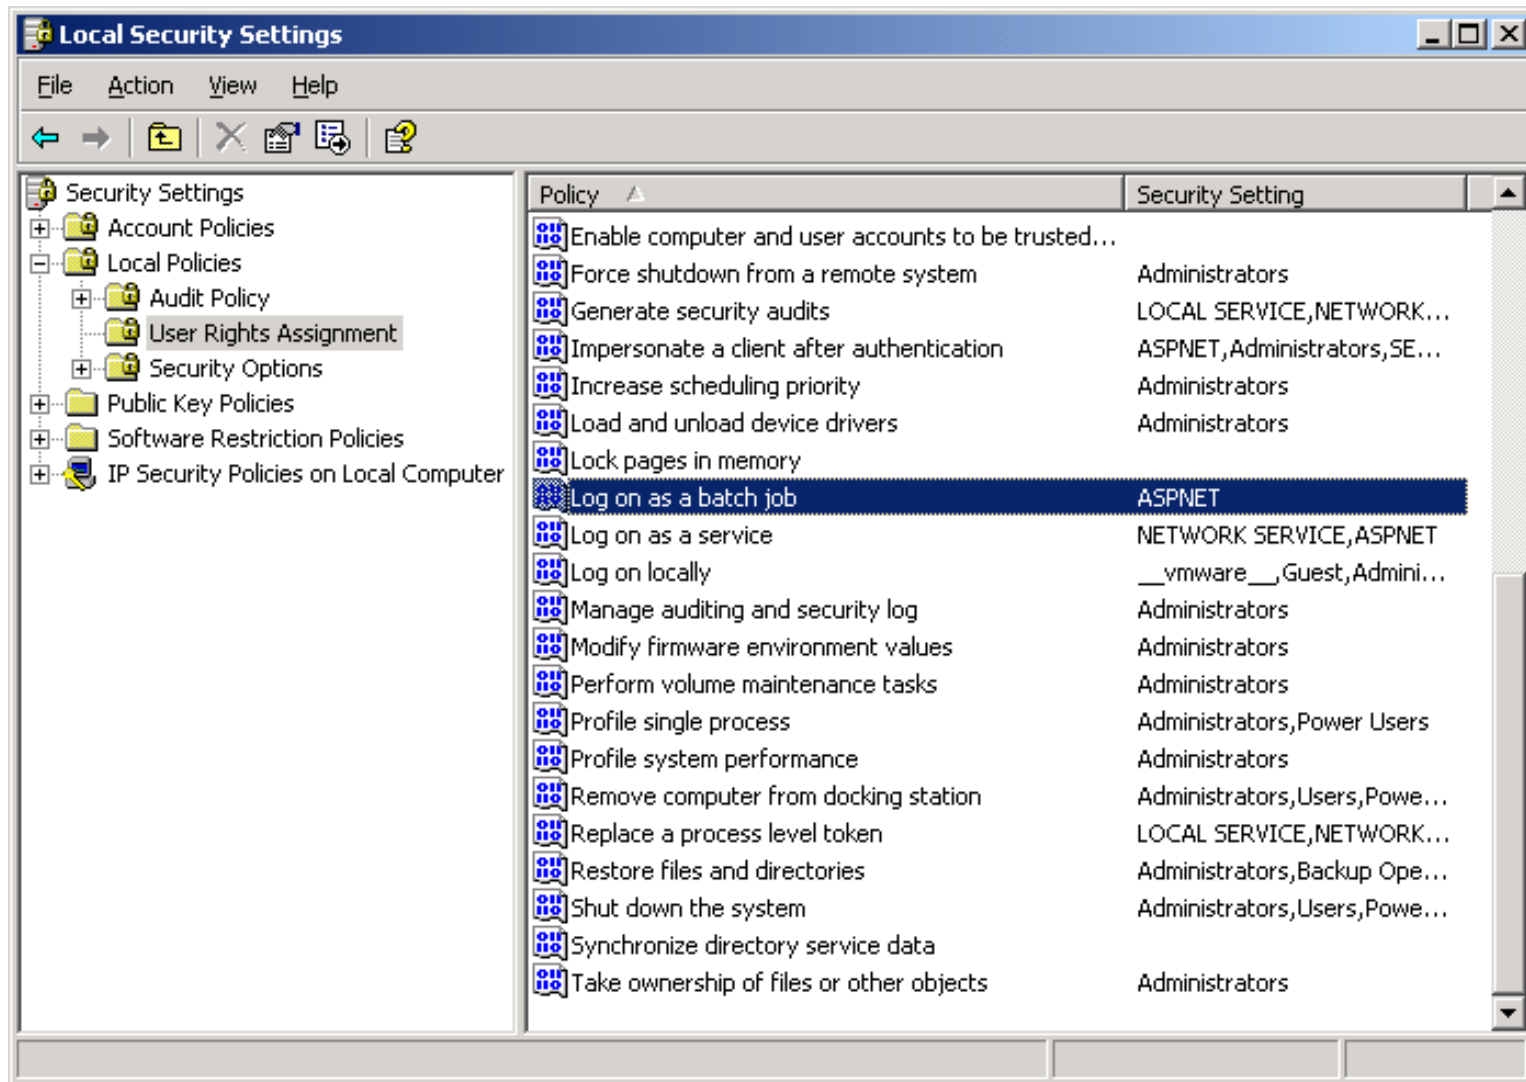 Local Security Settings
File Action View Help
Security Settings
Account Policies
Local Policies
Audit Policy
User Rights Assignment
Security Options
Public Key Policies
Software Restriction Policies
IP Security Policies on Local Computer
Policy Security Setting
Enable computer and user accounts to be trusted...
Force shutdown from a remote system Administrators
Generate security audits LOCAL SERVICE,NETWORK...
Impersonate a client after authentication ASPNET,Administrators,SE...
Increase scheduling priority Administrators
Load and unload device drivers Administrators
Lock pages in memory
Log on as a batch job ASPNET
Log on as a service NETWORK SERVICE,ASPNET
Log on locally __vmware__,Guest,Admini...
Manage auditing and security log Administrators
Modify firmware environment values Administrators
Perform volume maintenance tasks Administrators
Profile single process Administrators,Power Users
Profile system performance Administrators
Remove computer from docking station Administrators,Users,Powe...
Replace a process level token LOCAL SERVICE,NETWORK...
Restore files and directories Administrators,Backup Ope...
Shut down the system Administrators,Users,Powe...
Synchronize directory service data
Take ownership of files or other objects Administrators